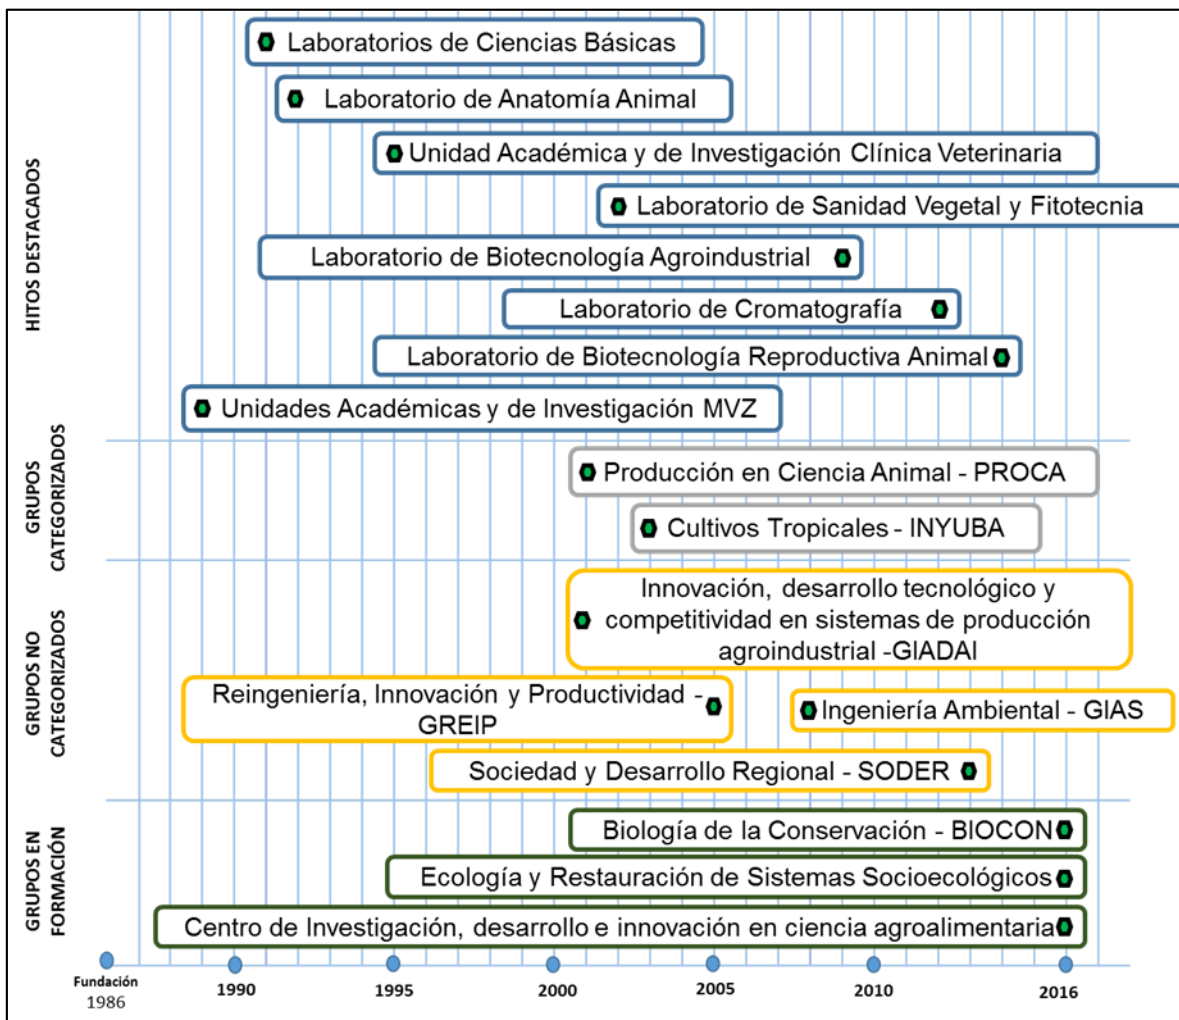 HITOS DESTACADOS
Laboratorios de Ciencias Básicas
Laboratorio de Anatomía Animal
Unidad Académica y de Investigación Clínica Veterinaria
Laboratorio de Sanidad Vegetal y Fitotecnia
Laboratorio de Biotecnología Agroindustrial
Laboratorio de Cromatografía
Laboratorio de Biotecnología Reproductiva Animal
Unidades Académicas y de Investigación MVZ
GRUPOS
CATEGORIZADOS
Producción en Ciencia Animal - PROCA
Cultivos Tropicales - INYUBA
GRUPOS NO
CATEGORIZADOS
Innovación, desarrollo tecnológico y
competitividad en sistemas de producción
agroindustrial -GIADAI
Reingeniería, Innovación y Productividad -
GREIP
Ingeniería Ambiental - GIAS
Sociedad y Desarrollo Regional - SODER
GRUPOS EN
FORMACIÓN
Biología de la Conservación - BIOCON
Ecología y Restauración de Sistemas Socioecológicos
Centro de Investigación, desarrollo e innovación en ciencia agroalimentaria
Fundación
1986
1990
1995
2000
2005
2010
2016